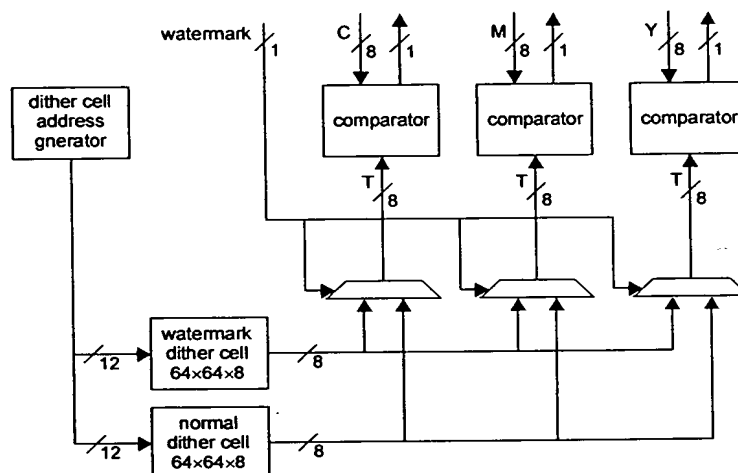 watermark 1 C 8 1 M 8 1 Y 8 1
dither cell
address
gnerator
comparator comparator comparator
T 8 T 8 T 8
watermark
dither cell
64×64×8
12 8
normal
dither cell
64×64×8
12 8